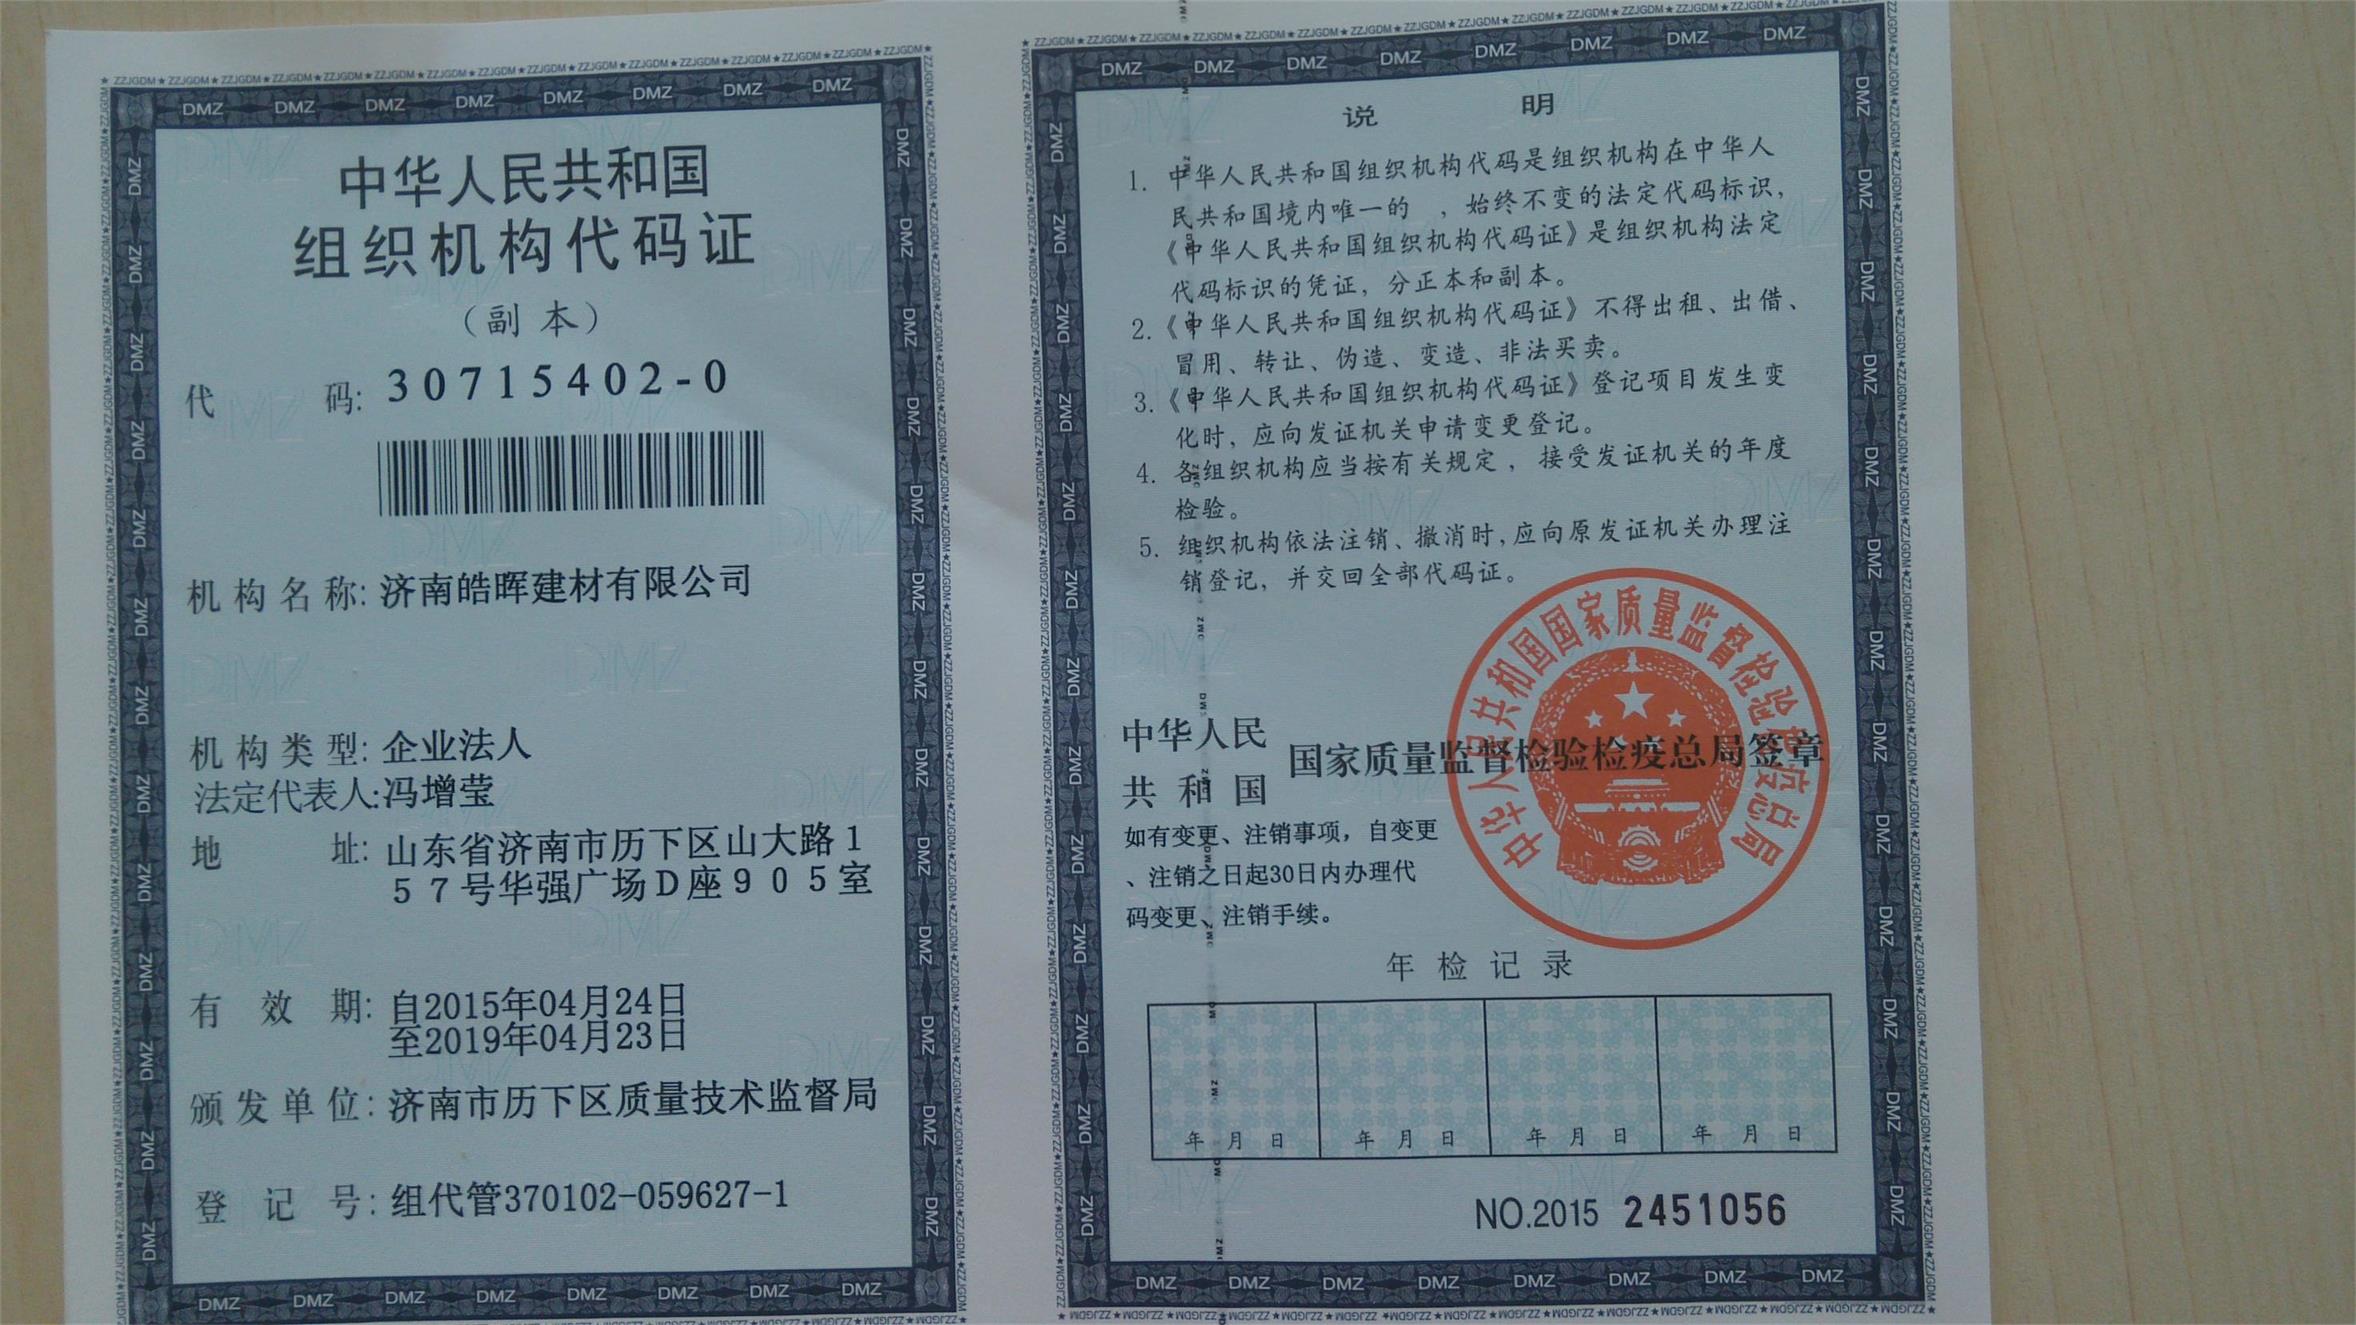 中华人民共和国
组织机构代码证
（副 本）
代 码: 30715402-0
机构名称: 济南皓晖建材有限公司
机构类型: 企业法人
法定代表人:冯增莹
地 址: 山东省济南市历下区山大路1
57号华强广场D座905室
有 效 期: 自2015年04月24日
至2019年04月23日
颁发单位: 济南市历下区质量技术监督局
登 记 号: 组代管370102-059627-1
说 明
1. 中华人民共和国组织机构代码是组织机构在中华人
民共和国境内唯一的 ，始终不变的法定代码标识，
《中华人民共和国组织机构代码证》是组织机构法定
代码标识的凭证，分正本和副本。
2.《中华人民共和国组织机构代码证》不得出租、出借、
冒用、转让、伪造、变造、非法买卖。
3.《中华人民共和国组织机构代码证》登记项目发生变
化时，应向发证机关申请变更登记。
4. 各组织机构应当按有关规定，接受发证机关的年度
检验。
5. 组织机构依法注销、撤消时,应向原发证机关办理注
销登记，并交回全部代码证。
中华人民
共和国 国家质量监督检验检疫总局签章
中华人民共和国国家质量监督检验检疫总局
如有变更、注销事项，自变更
、注销之日起30日内办理代
码变更、注销手续。
年检记录
年 月 日 年 月 日 年 月 日 年 月 日
NO.2015 2451056